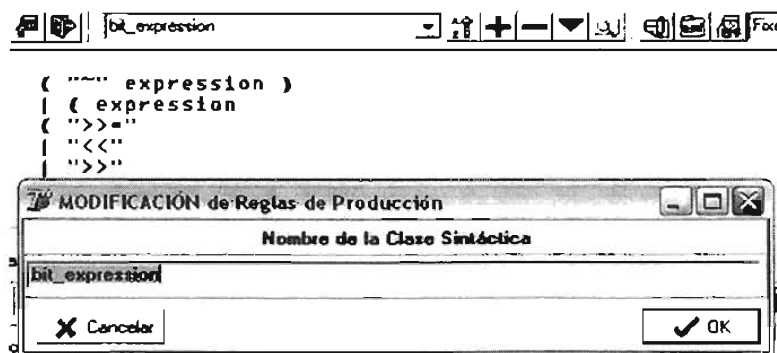 bit_expression
( "~" expression )
| ( expression
( ">>="
| "<<"
| ">>"
MODIFICACIÓN de Reglas de Producción
Nombre de la Clase Sintáctica
bit_expression
Cancelar OK